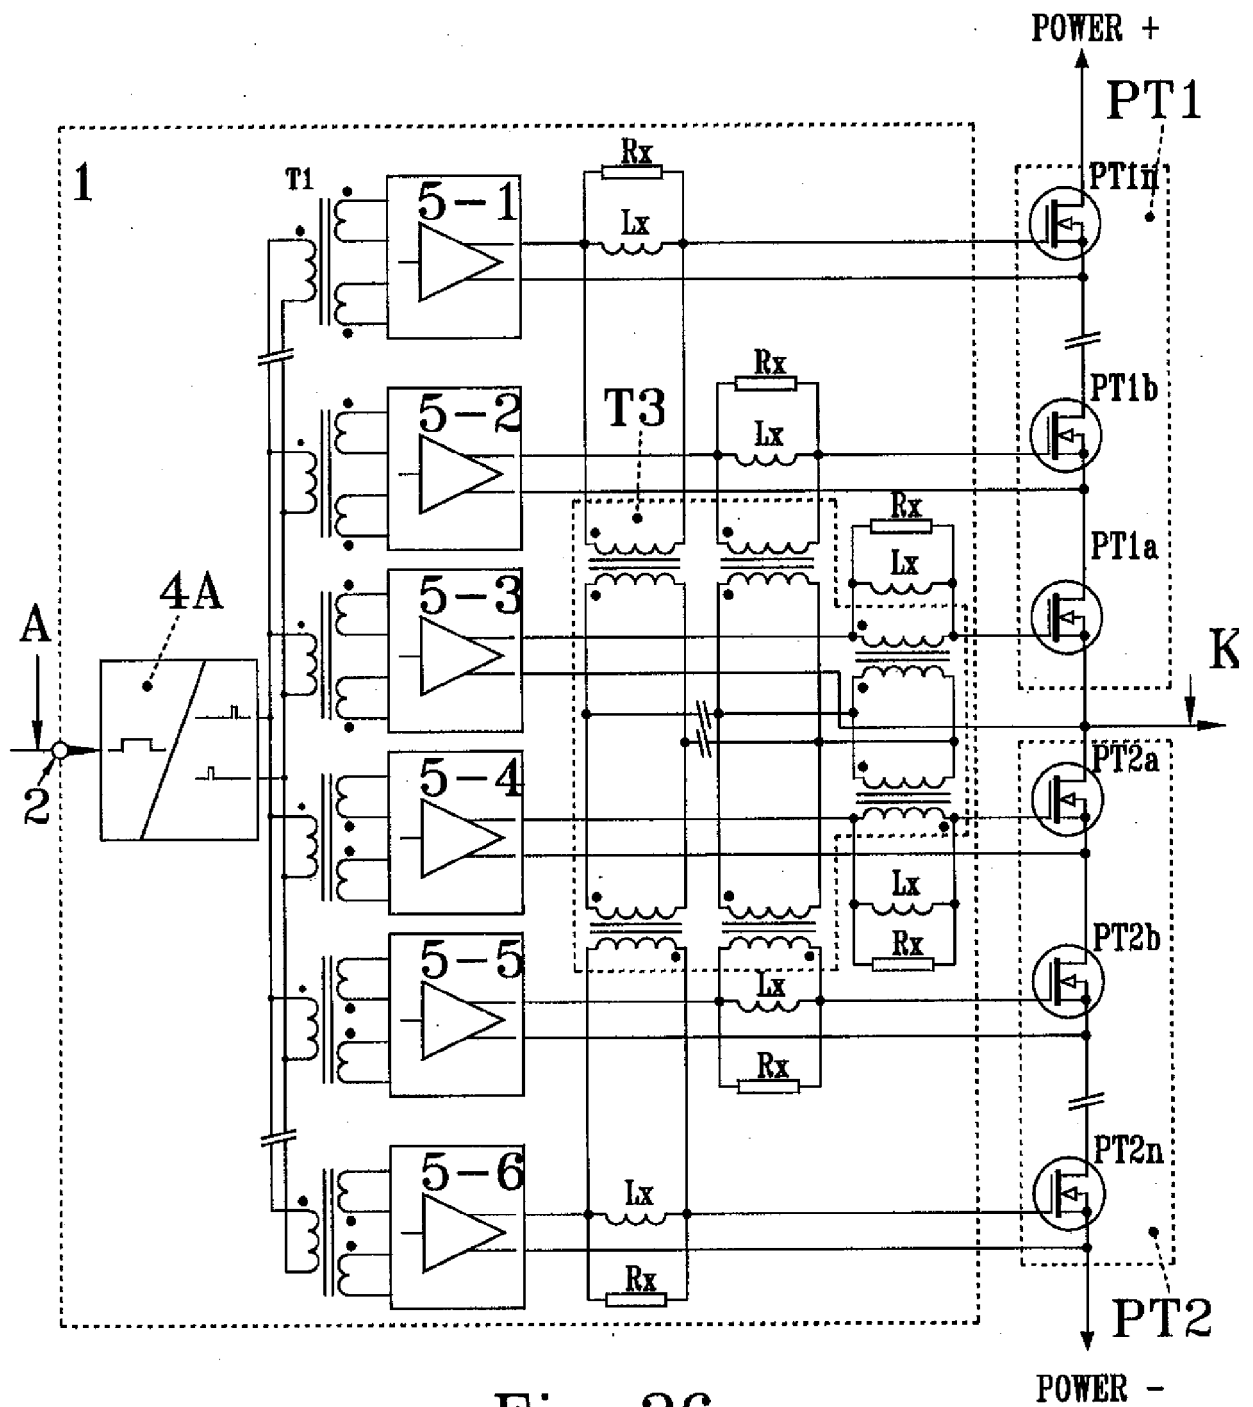 POWER +
PT1
1
T1
Rx
5-1
Lx
PT1n
Rx
5-2
T3
Lx
PT1b
Rx
4A
5-3
Lx
PT1a
A
K
2
5-4
PT2a
Lx
5-5
Rx
PT2b
Lx
Rx
5-6
Lx
PT2n
Rx
PT2
POWER -